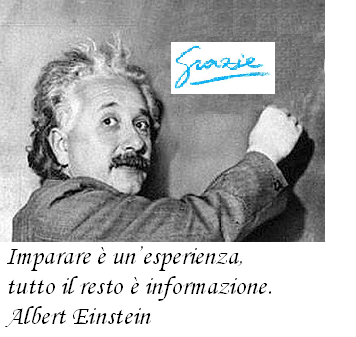 Grazie
Imparare è un'esperienza,
tutto il resto è informazione.
Albert Einstein